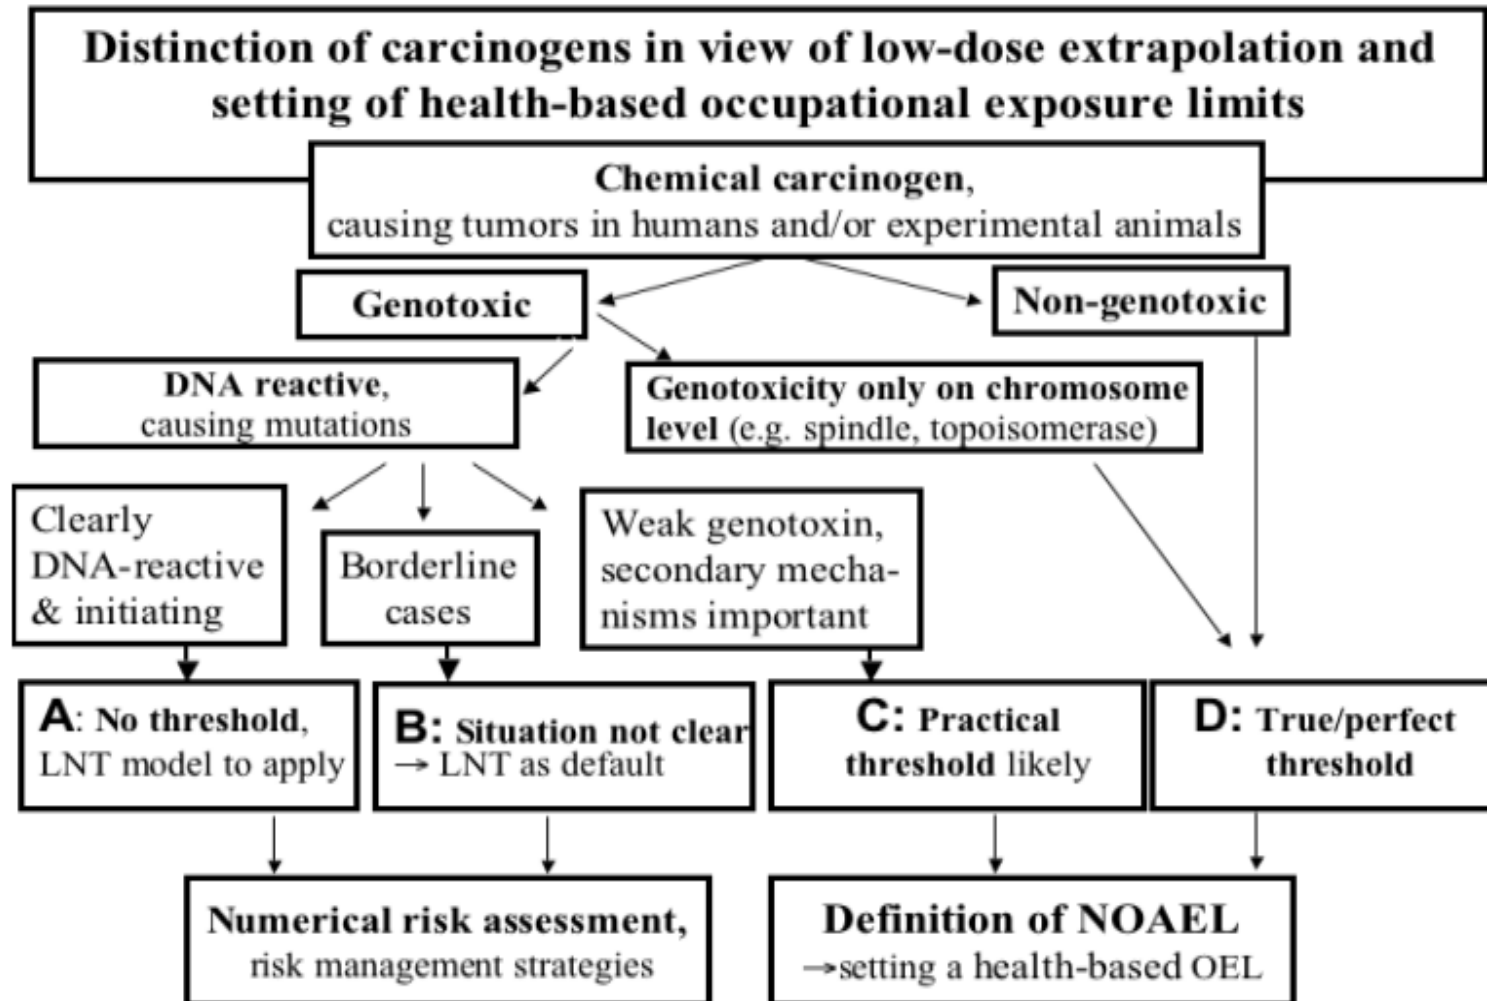 Distinction of carcinogens in view of low-dose extrapolation and
setting of health-based occupational exposure limits
Chemical carcinogen,
causing tumors in humans and/or experimental animals
Genotoxic
Non-genotoxic
DNA reactive,
causing mutations
Genotoxicity only on chromosome
level (e.g. spindle, topoisomerase)
Clearly
DNA-reactive
& initiating
Borderline
cases
Weak genotoxin,
secondary mecha-
nisms important
A: No threshold,
LNT model to apply
B: Situation not clear
→ LNT as default
C: Practical
threshold likely
D: True/perfect
threshold
Numerical risk assessment,
risk management strategies
Definition of NOAEL
→setting a health-based OEL